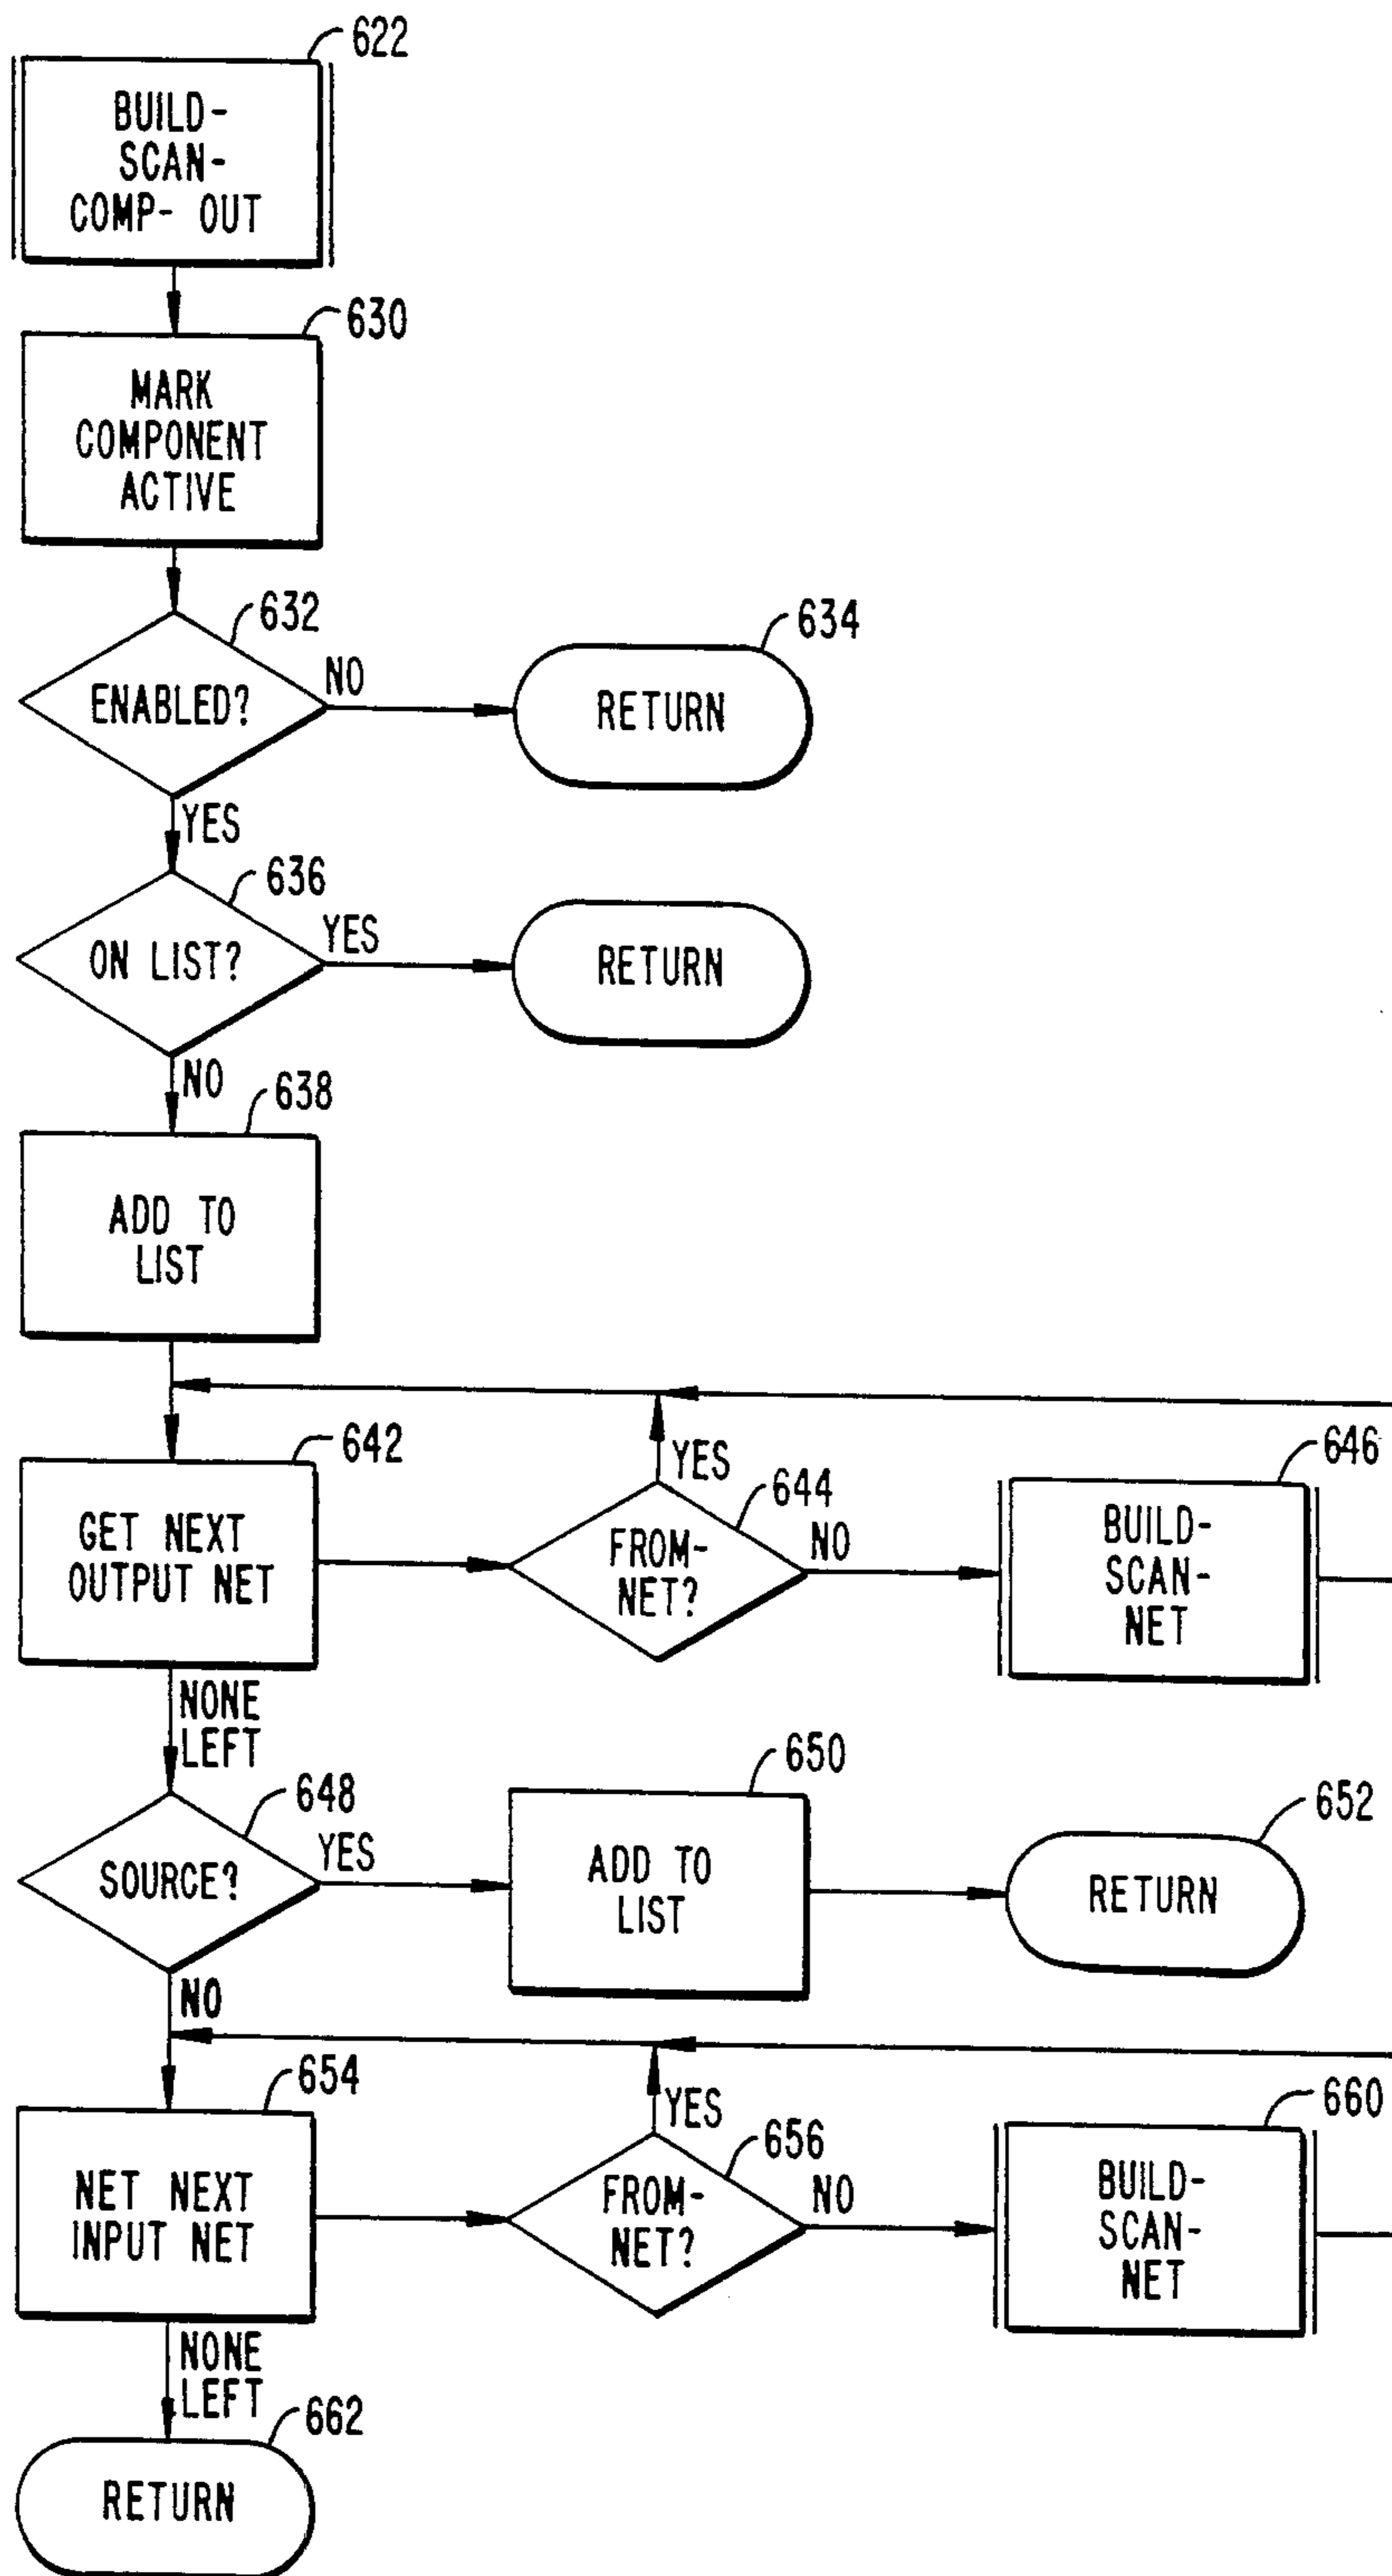 622
BUILD-
SCAN-
COMP- OUT
630
MARK
COMPONENT
ACTIVE
632
ENABLED?
NO
634
RETURN
YES
636
ON LIST?
YES
RETURN
NO
638
ADD TO
LIST
642
GET NEXT
OUTPUT NET
YES
644
FROM-
NET?
NO
646
BUILD-
SCAN-
NET
NONE
LEFT
648
SOURCE?
YES
650
ADD TO
LIST
652
RETURN
NO
654
NET NEXT
INPUT NET
YES
656
FROM-
NET?
NO
660
BUILD-
SCAN-
NET
NONE
LEFT
662
RETURN